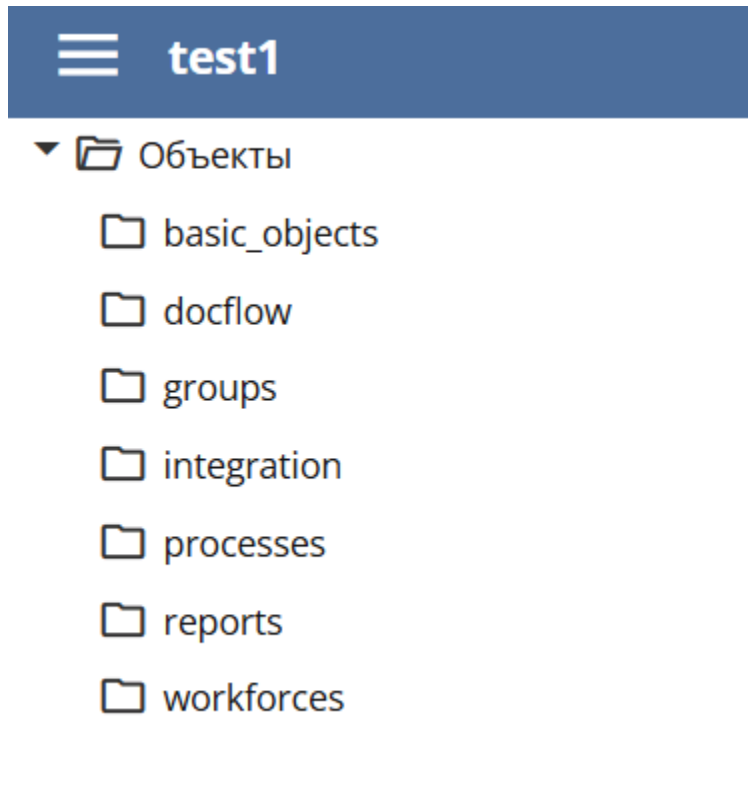 test1
Объекты
basic_objects
docflow
groups
integration
processes
reports
workforces